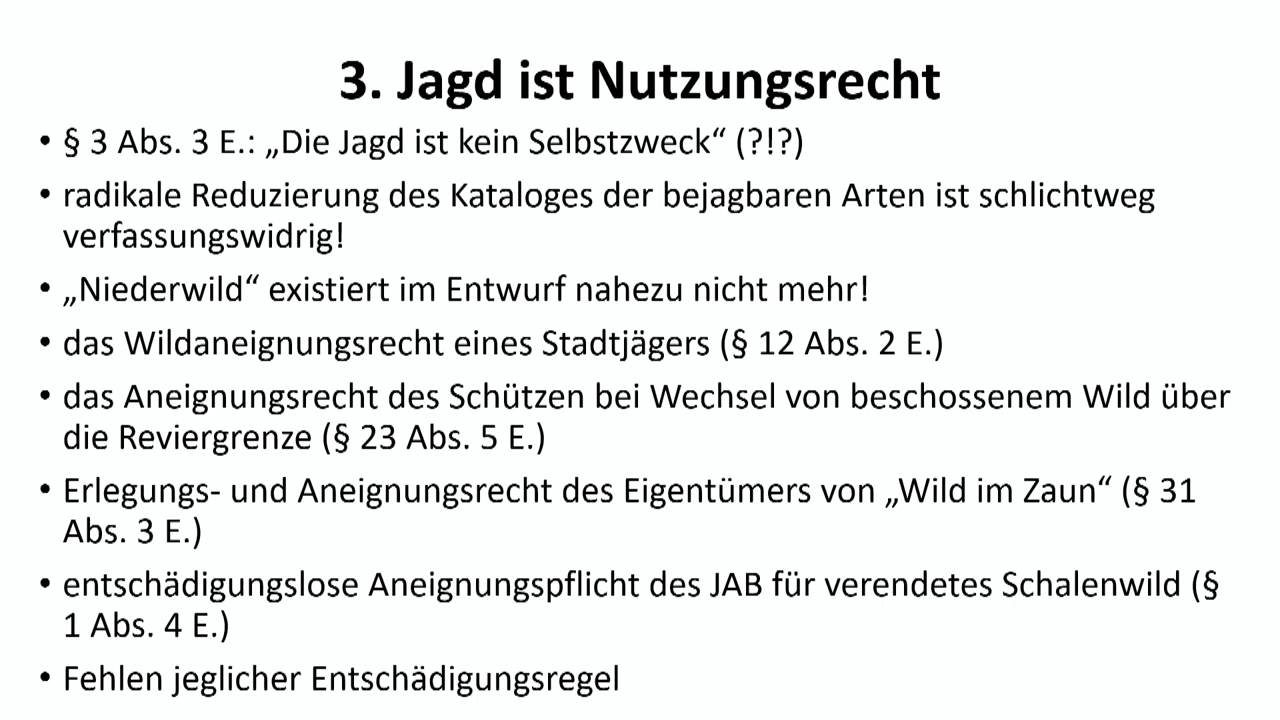 3. Jagd ist Nutzungsrecht
• § 3 Abs. 3 E.: „Die Jagd ist kein Selbstzweck“ (?!?)
• radikale Reduzierung des Kataloges der bejagbaren Arten ist schlichtweg
verfassungswidrig!
• „Niederwild“ existiert im Entwurf nahezu nicht mehr!
• das Wildaneignungsrecht eines Stadtjägers (§ 12 Abs. 2 E.)
• das Aneignungsrecht des Schützen bei Wechsel von beschossenem Wild über
die Reviergrenze (§ 23 Abs. 5 E.)
• Erlegungs- und Aneignungsrecht des Eigentümers von „Wild im Zaun“ (§ 31
Abs. 3 E.)
• entschädigungslose Aneignungspflicht des JAB für verendetes Schalenwild (§
1 Abs. 4 E.)
• Fehlen jeglicher Entschädigungsregel